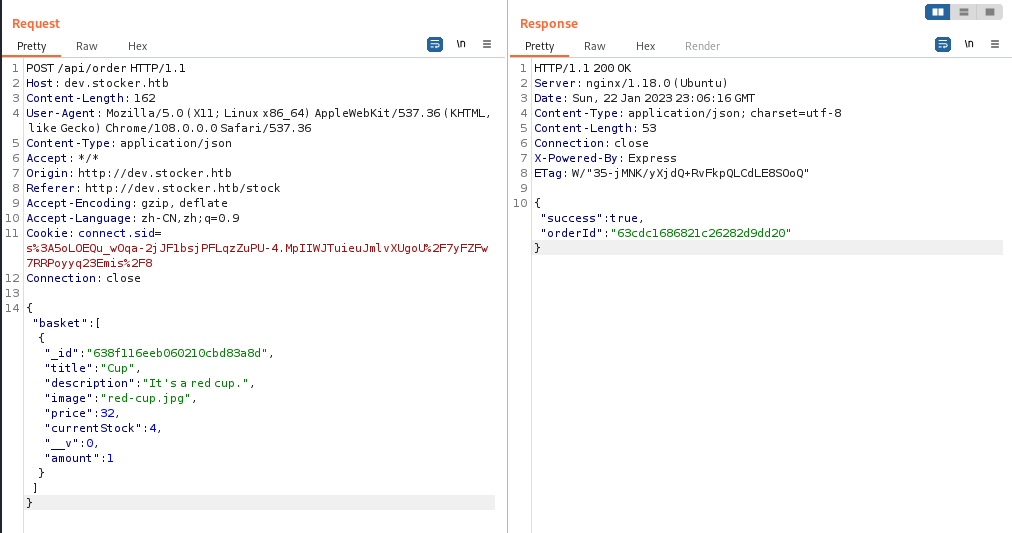 Request
Pretty Raw Hex
\n
1 POST /api/order HTTP/1.1
2 Host: dev.stocker.htb
3 Content-Length: 162
4 User-Agent: Mozilla/5.0 (X11; Linux x86_64) AppleWebKit/537.36 (KHTML,
like Gecko) Chrome/108.0.0.0 Safari/537.36
5 Content-Type: application/json
6 Accept: */*
7 Origin: http://dev.stocker.htb
8 Referer: http://dev.stocker.htb/stock
9 Accept-Encoding: gzip, deflate
10 Accept-Language: zh-CN,zh;q=0.9
11 Cookie: connect.sid=
s%3A5oLOEQu_wOqa-2jJF1bsjPFLqzZuPU-4.MpIIWJTuieuJmlvXUgoU%2F7yFZFw
7RRPoyyq23Emis%2F8
12 Connection: close
13
14 {
"basket":[
{
"_id":"638f116eeb060210cbd83a8d",
"title":"Cup",
"description":"It's a red cup.",
"image":"red-cup.jpg",
"price":32,
"currentStock":4,
"__v":0,
"amount":1
}
]
}
Response
Pretty Raw Hex Render
\n
1 HTTP/1.1 200 OK
2 Server: nginx/1.18.0 (Ubuntu)
3 Date: Sun, 22 Jan 2023 23:06:16 GMT
4 Content-Type: application/json; charset=utf-8
5 Content-Length: 53
6 Connection: close
7 X-Powered-By: Express
8 ETag: W/"35-jMNK/yXjdQ+RvFkpQLCdLE8SOoQ"
9
10 {
"success":true,
"orderId":"63cdc1686821c26282d9dd20"
}